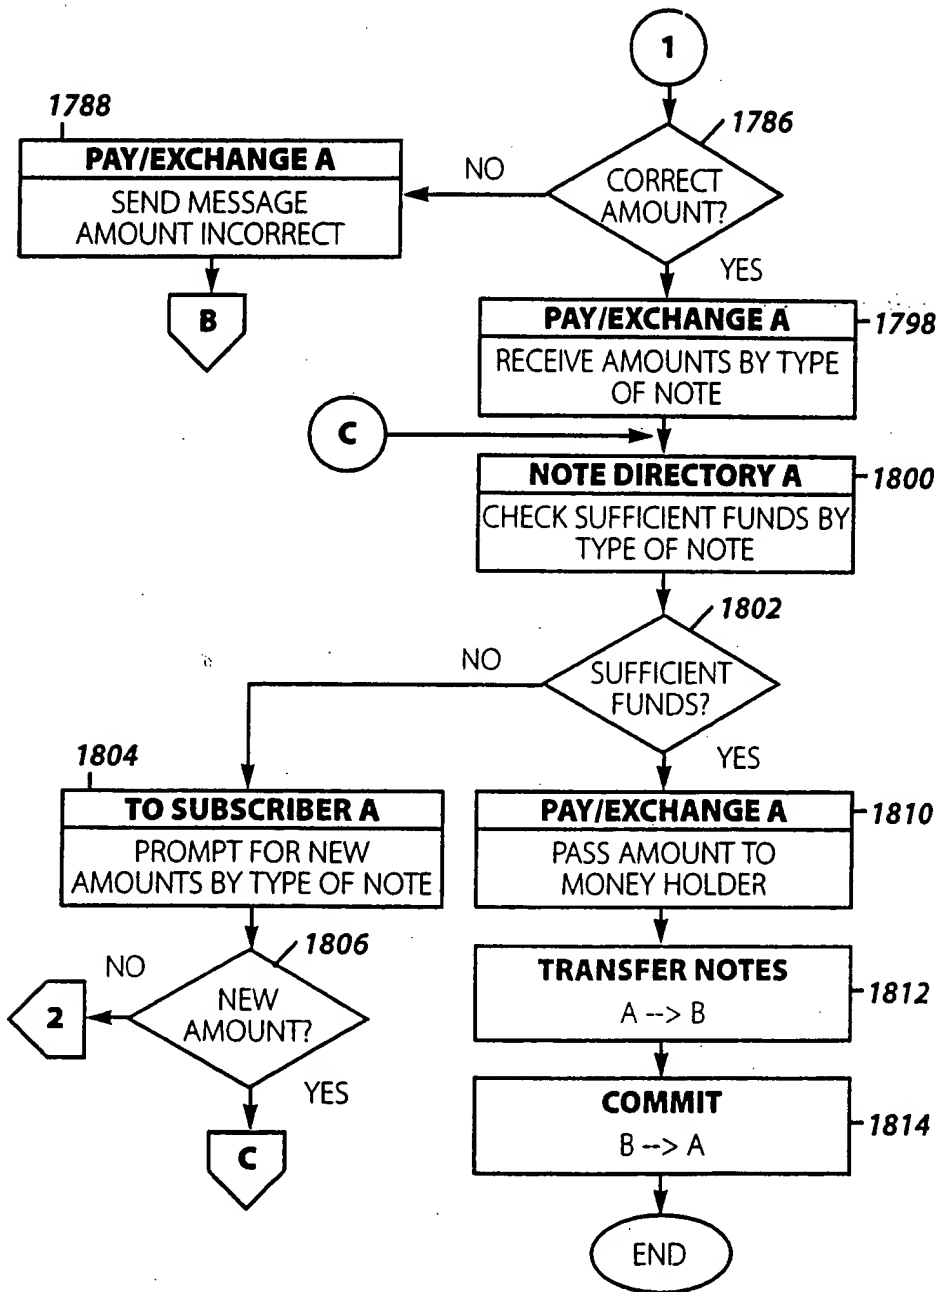 1
1788
1786
PAY/EXCHANGE A
NO
CORRECT
AMOUNT?
SEND MESSAGE
AMOUNT INCORRECT
YES
B
PAY/EXCHANGE A
1798
RECEIVE AMOUNTS BY TYPE
OF NOTE
C
NOTE DIRECTORY A
1800
CHECK SUFFICIENT FUNDS BY
TYPE OF NOTE
1802
NO
SUFFICIENT
FUNDS?
YES
1804
TO SUBSCRIBER A
PROMPT FOR NEW
AMOUNTS BY TYPE OF NOTE
PAY/EXCHANGE A
1810
PASS AMOUNT TO
MONEY HOLDER
1806
NO
NEW
AMOUNT?
2
YES
C
TRANSFER NOTES
A --> B
1812
COMMIT
B --> A
1814
END